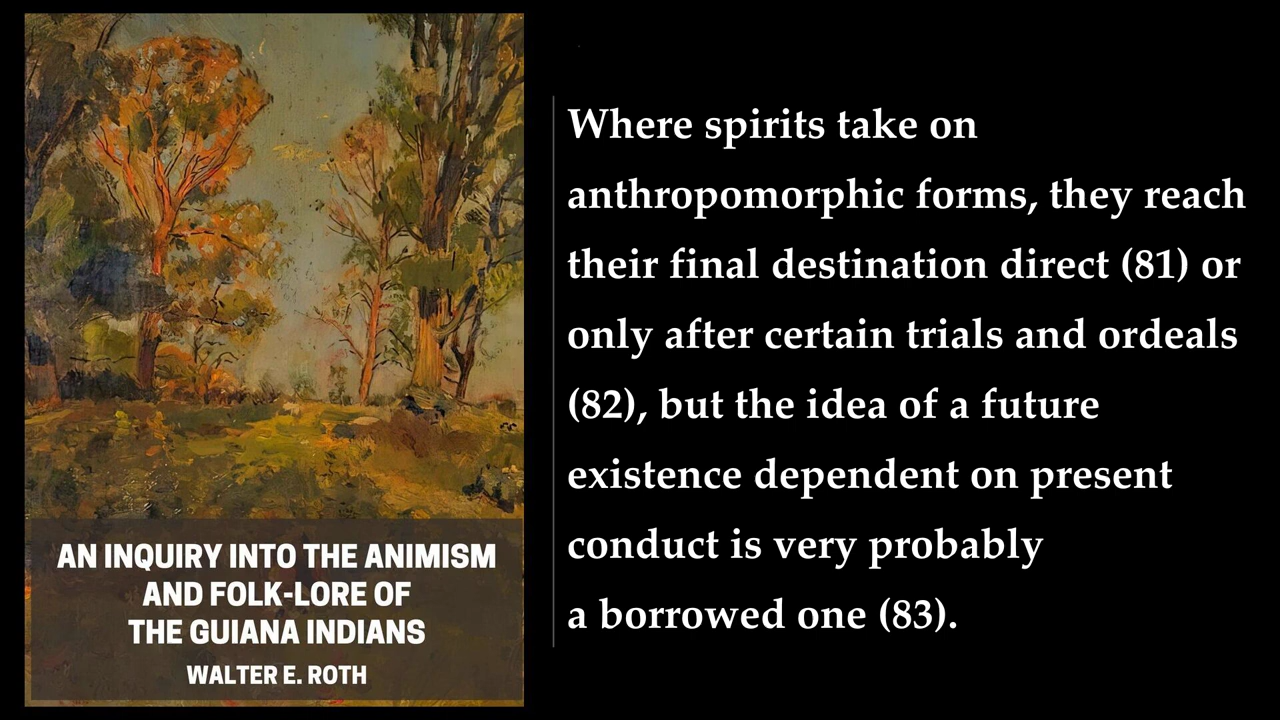 AN INQUIRY INTO THE ANIMISM
AND FOLK-LORE OF
THE GUIANA INDIANS
WALTER E. ROTH
Where spirits take on
anthropomorphic forms, they reach
their final destination direct (81) or
only after certain trials and ordeals
(82), but the idea of a future
existence dependent on present
conduct is very probably
a borrowed one (83).